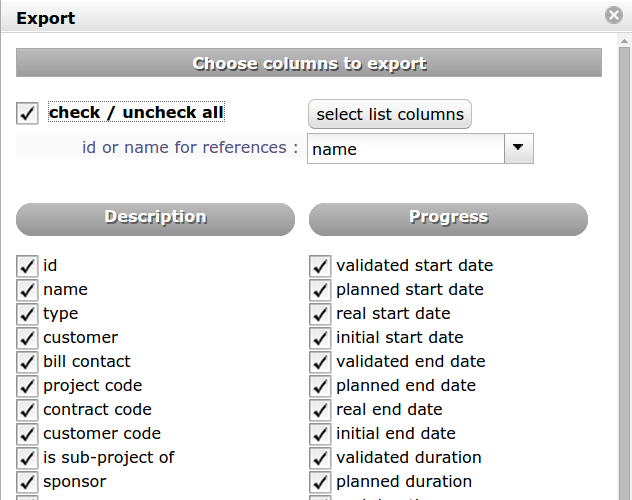 Export
Choose columns to export
check / uncheck all
select list columns
id or name for references :
name
Description
Progress
id
validated start date
name
planned start date
type
real start date
customer
initial start date
bill contact
validated end date
project code
planned end date
contract code
real end date
customer code
initial end date
is sub-project of
validated duration
sponsor
planned duration